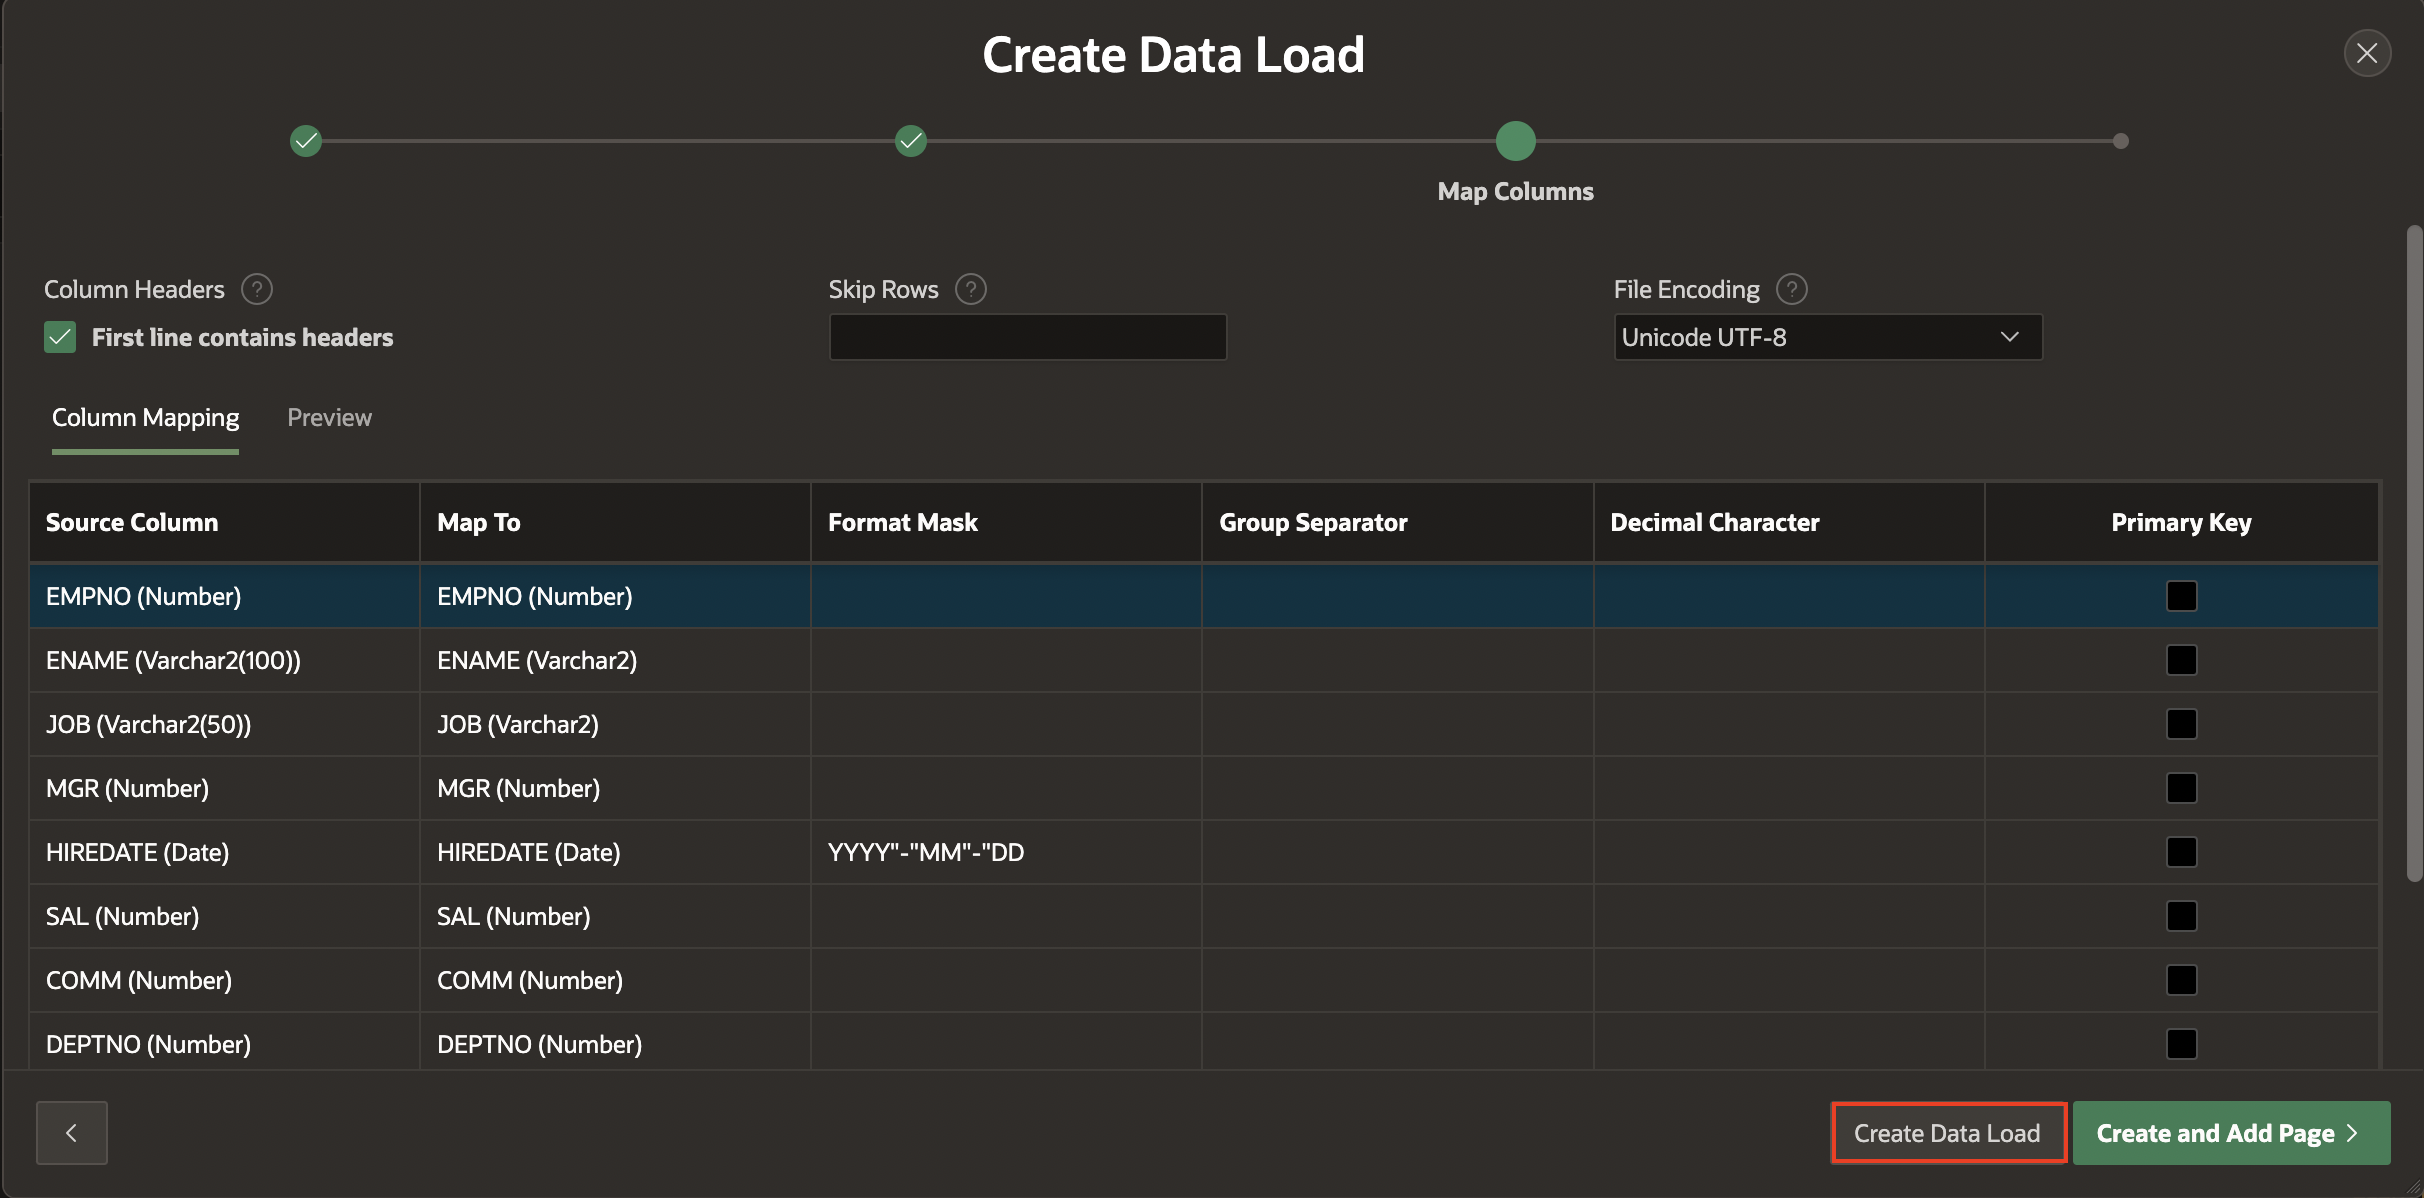 Create Data Load
Map Columns
Column Headers ? Skip Rows ? File Encoding ?
First line contains headers Unicode UTF-8
Column Mapping Preview
Source Column Map To Format Mask Group Separator Decimal Character Primary Key
EMPNO (Number) EMPNO (Number)
ENAME (Varchar2(100)) ENAME (Varchar2)
JOB (Varchar2(50)) JOB (Varchar2)
MGR (Number) MGR (Number)
HIREDATE (Date) HIREDATE (Date) YYYY"-"MM"-"DD
SAL (Number) SAL (Number)
COMM (Number) COMM (Number)
DEPTNO (Number) DEPTNO (Number)
Create Data Load Create and Add Page